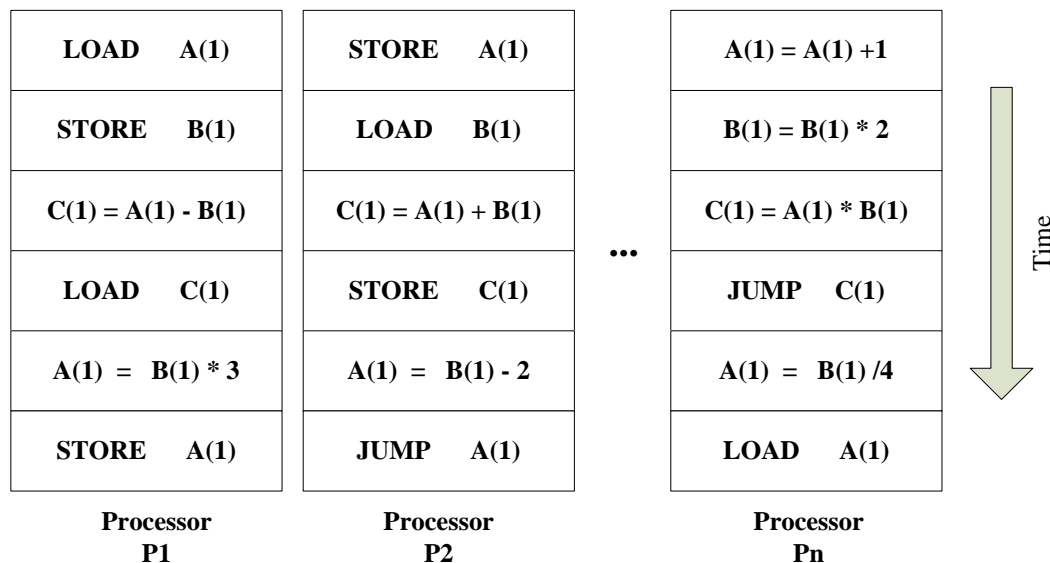 LOAD A(1)
STORE B(1)
C(1) = A(1) - B(1)
LOAD C(1)
A(1) = B(1) * 3
STORE A(1)
Processor
P1
STORE A(1)
LOAD B(1)
C(1) = A(1) + B(1)
STORE C(1)
A(1) = B(1) - 2
JUMP A(1)
Processor
P2
...
A(1) = A(1) +1
B(1) = B(1) * 2
C(1) = A(1) * B(1)
JUMP C(1)
A(1) = B(1) /4
LOAD A(1)
Processor
Pn
Time